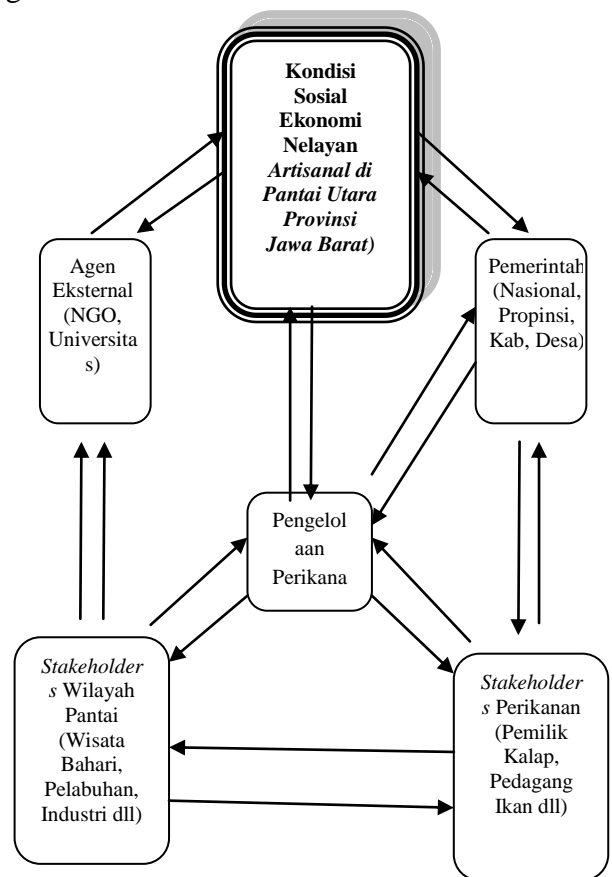 Kondisi
Sosial
Ekonomi
Nelayan
Artisanal di
Pantai Utara
Provinsi
Jawa Barat)
Agen
Eksternal
(NGO,
Universita
s)
Pemerintah
(Nasional,
Propinsi,
Kab, Desa)
Pengelol
aan
Perikana
Stakeholder
s Wilayah
Pantai
(Wisata
Bahari,
Pelabuhan,
Industri dll)
Stakeholder
s Perikanan
(Pemilik
Kalap,
Pedagang
Ikan dll)